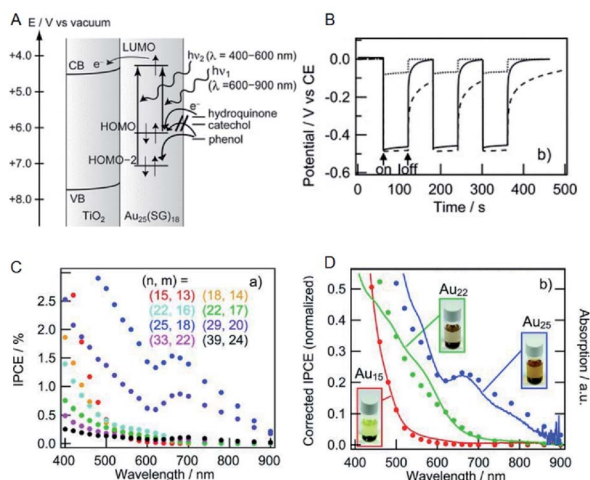 A
E / V vs vacuum
+4.0
+5.0
+6.0
+7.0
+8.0
LUMO
CB
e⁻
hν₂ (λ = 400−600 nm)
hν₁
(λ=600−900 nm)
e⁻
hydroquinone
catechol
phenol
HOMO
HOMO−2
VB
TiO₂
Au₂₅(SG)₁₈
B
Potential / V vs CE
0.0
-0.2
-0.4
-0.6
on
off
b)
0 100 200 300 400 500
Time / s
C
IPCE / %
2.5
2.0
1.5
1.0
0.5
0.0
(n, m) =
a)
(15, 13) (18, 14)
(22, 16) (22, 17)
(25, 18) (29, 20)
(33, 22) (39, 24)
400 500 600 700 800 900
Wavelength / nm
D
Corrected IPCE (normalized)
0.5
0.4
0.3
0.2
0.1
0.0
b)
Au₂₂
Au₂₅
Au₁₅
Absorption / a.u.
400 500 600 700 800 900
Wavelength / nm